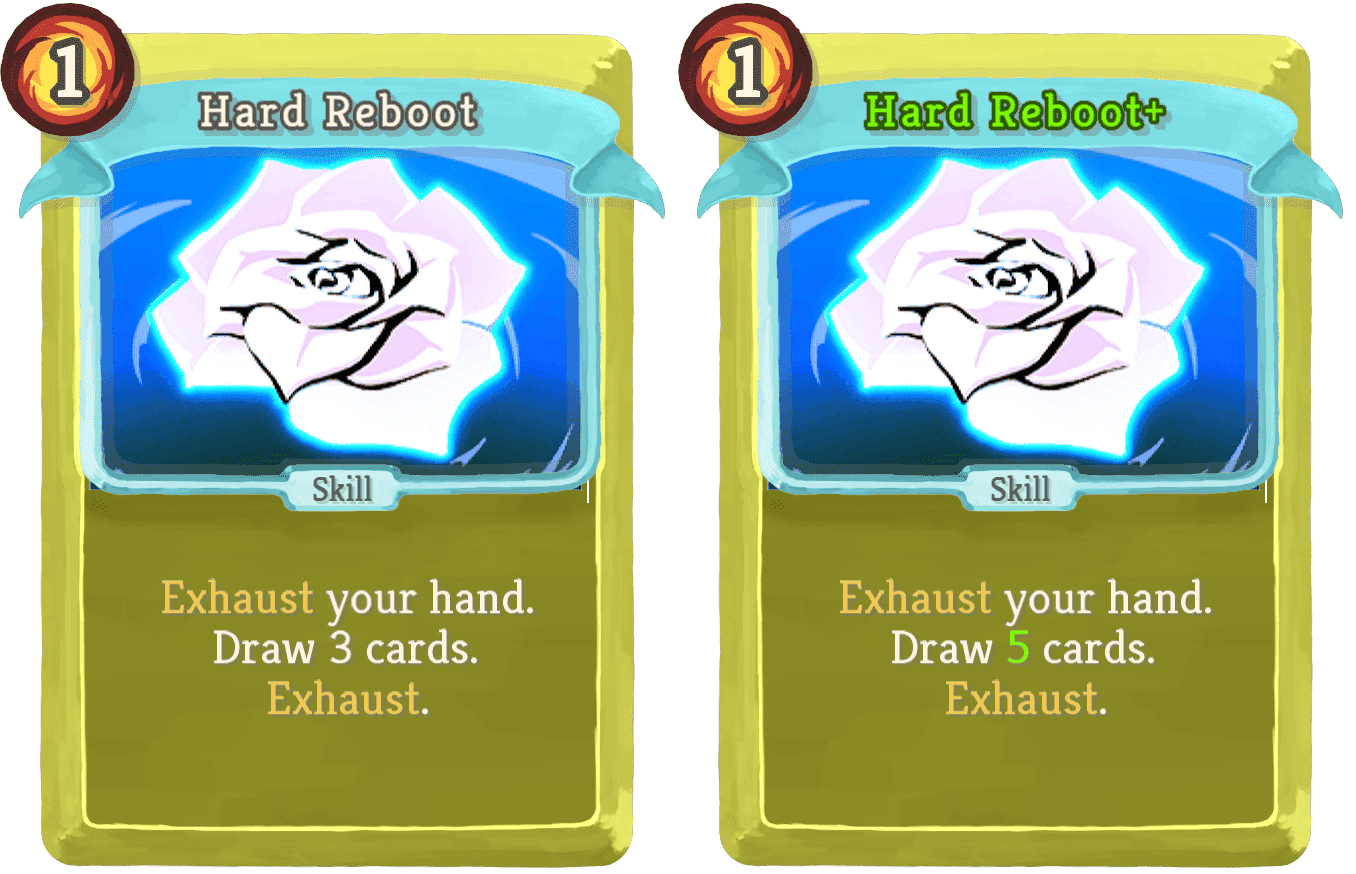 1
Hard Reboot
Skill
Exhaust your hand.
Draw 3 cards.
Exhaust.
1
Hard Reboot+
Skill
Exhaust your hand.
Draw 5 cards.
Exhaust.